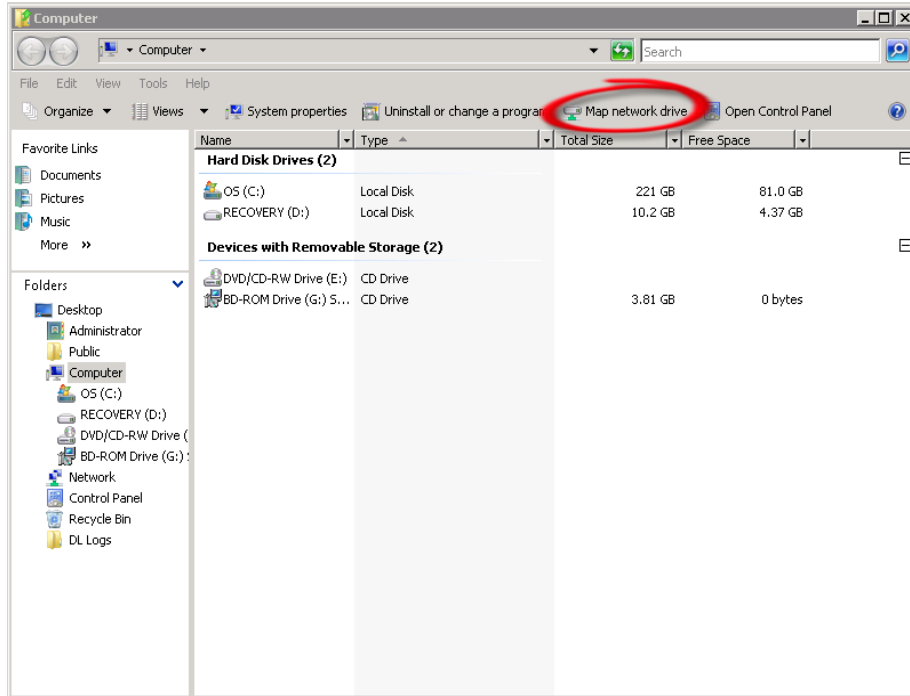 Computer
Computer
Search
File Edit View Tools Help
Organize Views System properties Uninstall or change a program Map network drive Open Control Panel
Favorite Links
Documents
Pictures
Music
More »
Folders
Desktop
Administrator
Public
Computer
OS (C:)
RECOVERY (D:)
DVD/CD-RW Drive (
BD-ROM Drive (G:) S
Network
Control Panel
Recycle Bin
DL Logs
Name Type Total Size Free Space
Hard Disk Drives (2)
OS (C:) Local Disk 221 GB 81.0 GB
RECOVERY (D:) Local Disk 10.2 GB 4.37 GB
Devices with Removable Storage (2)
DVD/CD-RW Drive (E:) CD Drive
BD-ROM Drive (G:) S... CD Drive 3.81 GB 0 bytes